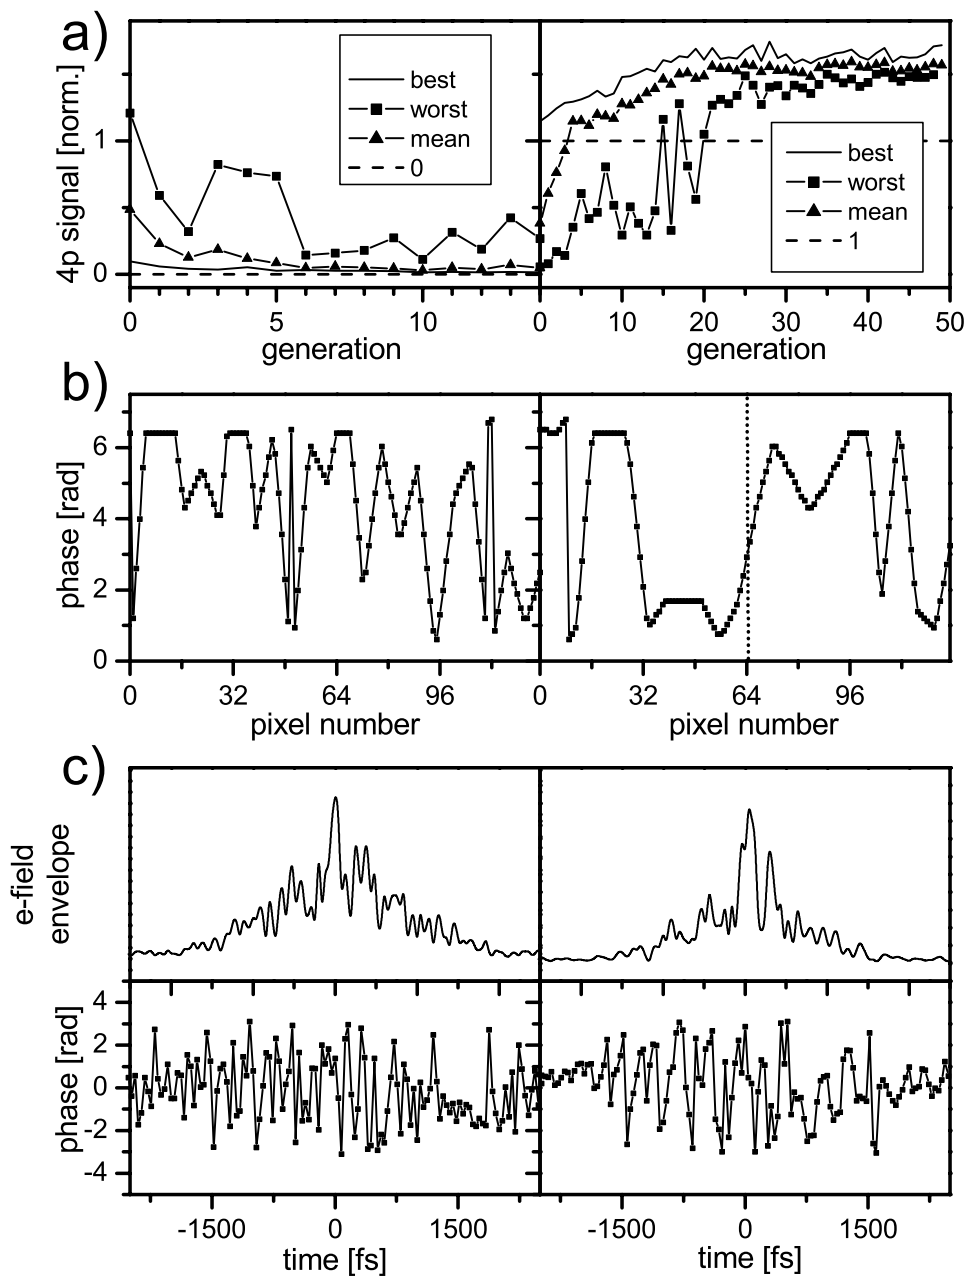 a)
4p signal [norm.]
1
0
best
worst
mean
0
best
worst
mean
1
0 5 10 0 10 20 30 40 50
generation generation
b)
phase [rad]
6
4
2
0
0 32 64 96 0 32 64 96
pixel number pixel number
c)
e-field
envelope
phase [rad]
4
2
0
-2
-4
-1500 0 1500 -1500 0 1500
time [fs] time [fs]